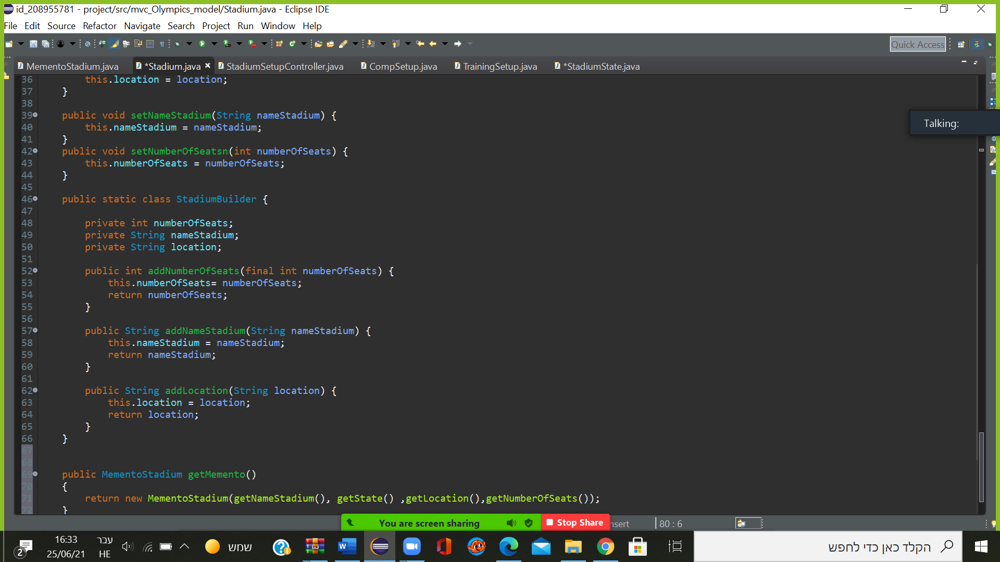 id_208955781 - project/src/mvc_Olympics_model/Stadium.java - Eclipse IDE
File Edit Source Refactor Navigate Search Project Run Window Help
Quick Access
MementoStadium.java *Stadium.java StadiumSetupController.java CompSetup.java TrainingSetup.java *StadiumState.java
36 this.location = location;
37 }
38
39 public void setNameStadium(String nameStadium) {
40 this.nameStadium = nameStadium;
41 }
42 public void setNumberOfSeatsn(int numberOfSeats) {
43 this.numberOfSeats = numberOfSeats;
44 }
45
46 public static class StadiumBuilder {
47
48 private int numberOfSeats;
49 private String nameStadium;
50 private String location;
51
52 public int addNumberOfSeats(final int numberOfSeats) {
53 this.numberOfSeats= numberOfSeats;
54 return numberOfSeats;
55 }
56
57 public String addNameStadium(String nameStadium) {
58 this.nameStadium = nameStadium;
59 return nameStadium;
60 }
61
62 public String addLocation(String location) {
63 this.location = location;
64 return location;
65 }
66 }
67
68
69 public MementoStadium getMemento()
70 {
71 return new MementoStadium(getNameStadium(), getState() ,getLocation(),getNumberOfSeats());
72 }
Talking:
You are screen sharing Stop Share nsert 80 : 6
2 16:33 עבר שמש הקלד כאן כדי לחפש
25/06/21 HE